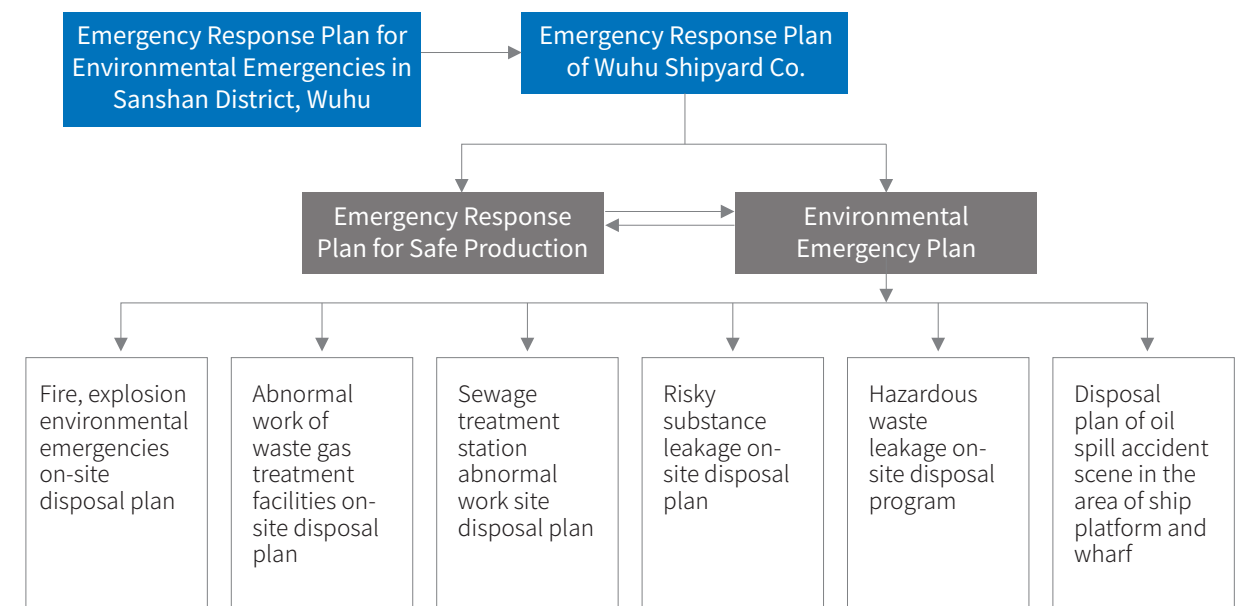 Emergency Response Plan for
Environmental Emergencies in
Sanshan District, Wuhu
Emergency Response Plan
of Wuhu Shipyard Co.
Emergency Response
Plan for Safe Production
Environmental
Emergency Plan
Fire, explosion
environmental
emergencies
on-site
disposal plan
Abnormal
work of
waste gas
treatment
facilities on-
site disposal
plan
Sewage
treatment
station
abnormal
work site
disposal plan
Risky
substance
leakage on-
site disposal
plan
Hazardous
waste
leakage on-
site disposal
program
Disposal
plan of oil
spill accident
scene in the
area of ship
platform and
wharf